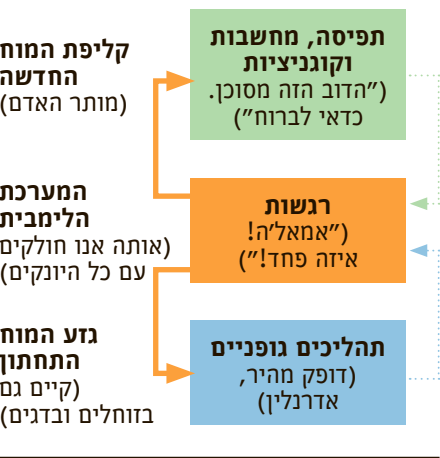 תפיסה, מחשבות
וקוגניציות
("הדוב הזה מסוכן.
כדאי לברוח")
קליפת המוח
החדשה
(מותר האדם)
רגשות
("אמאל'ה!
איזה פחד!")
המערכת
הלימבית
(אותה אנו חולקים
עם כל היונקים)
תהליכים גופניים
(דופק מהיר,
אדרנלין)
גזע המוח
התחתון
(קיים גם
בזוחלים ובדגים)